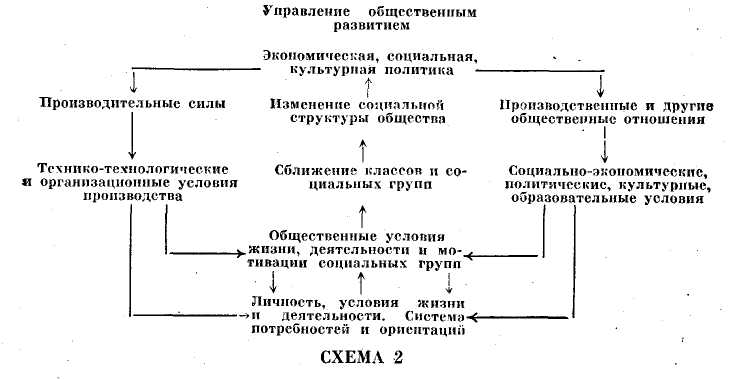 Управление общественным
развитием
Экономическая, социальная,
культурная политика
Производительные силы
Изменение социальной
структуры общества
Производственные и другие
общественные отношения
Технико-технологические
и организационные условия
производства
Сближение классов и со-
циальных групп
Социально-экономические,
политические, культурные,
образовательные условия
Общественные условия
жизни, деятельности и мо-
тивации социальных групп
Личность, условия жизни
и деятельности. Система
потребностей и ориентаций
СХЕМА 2